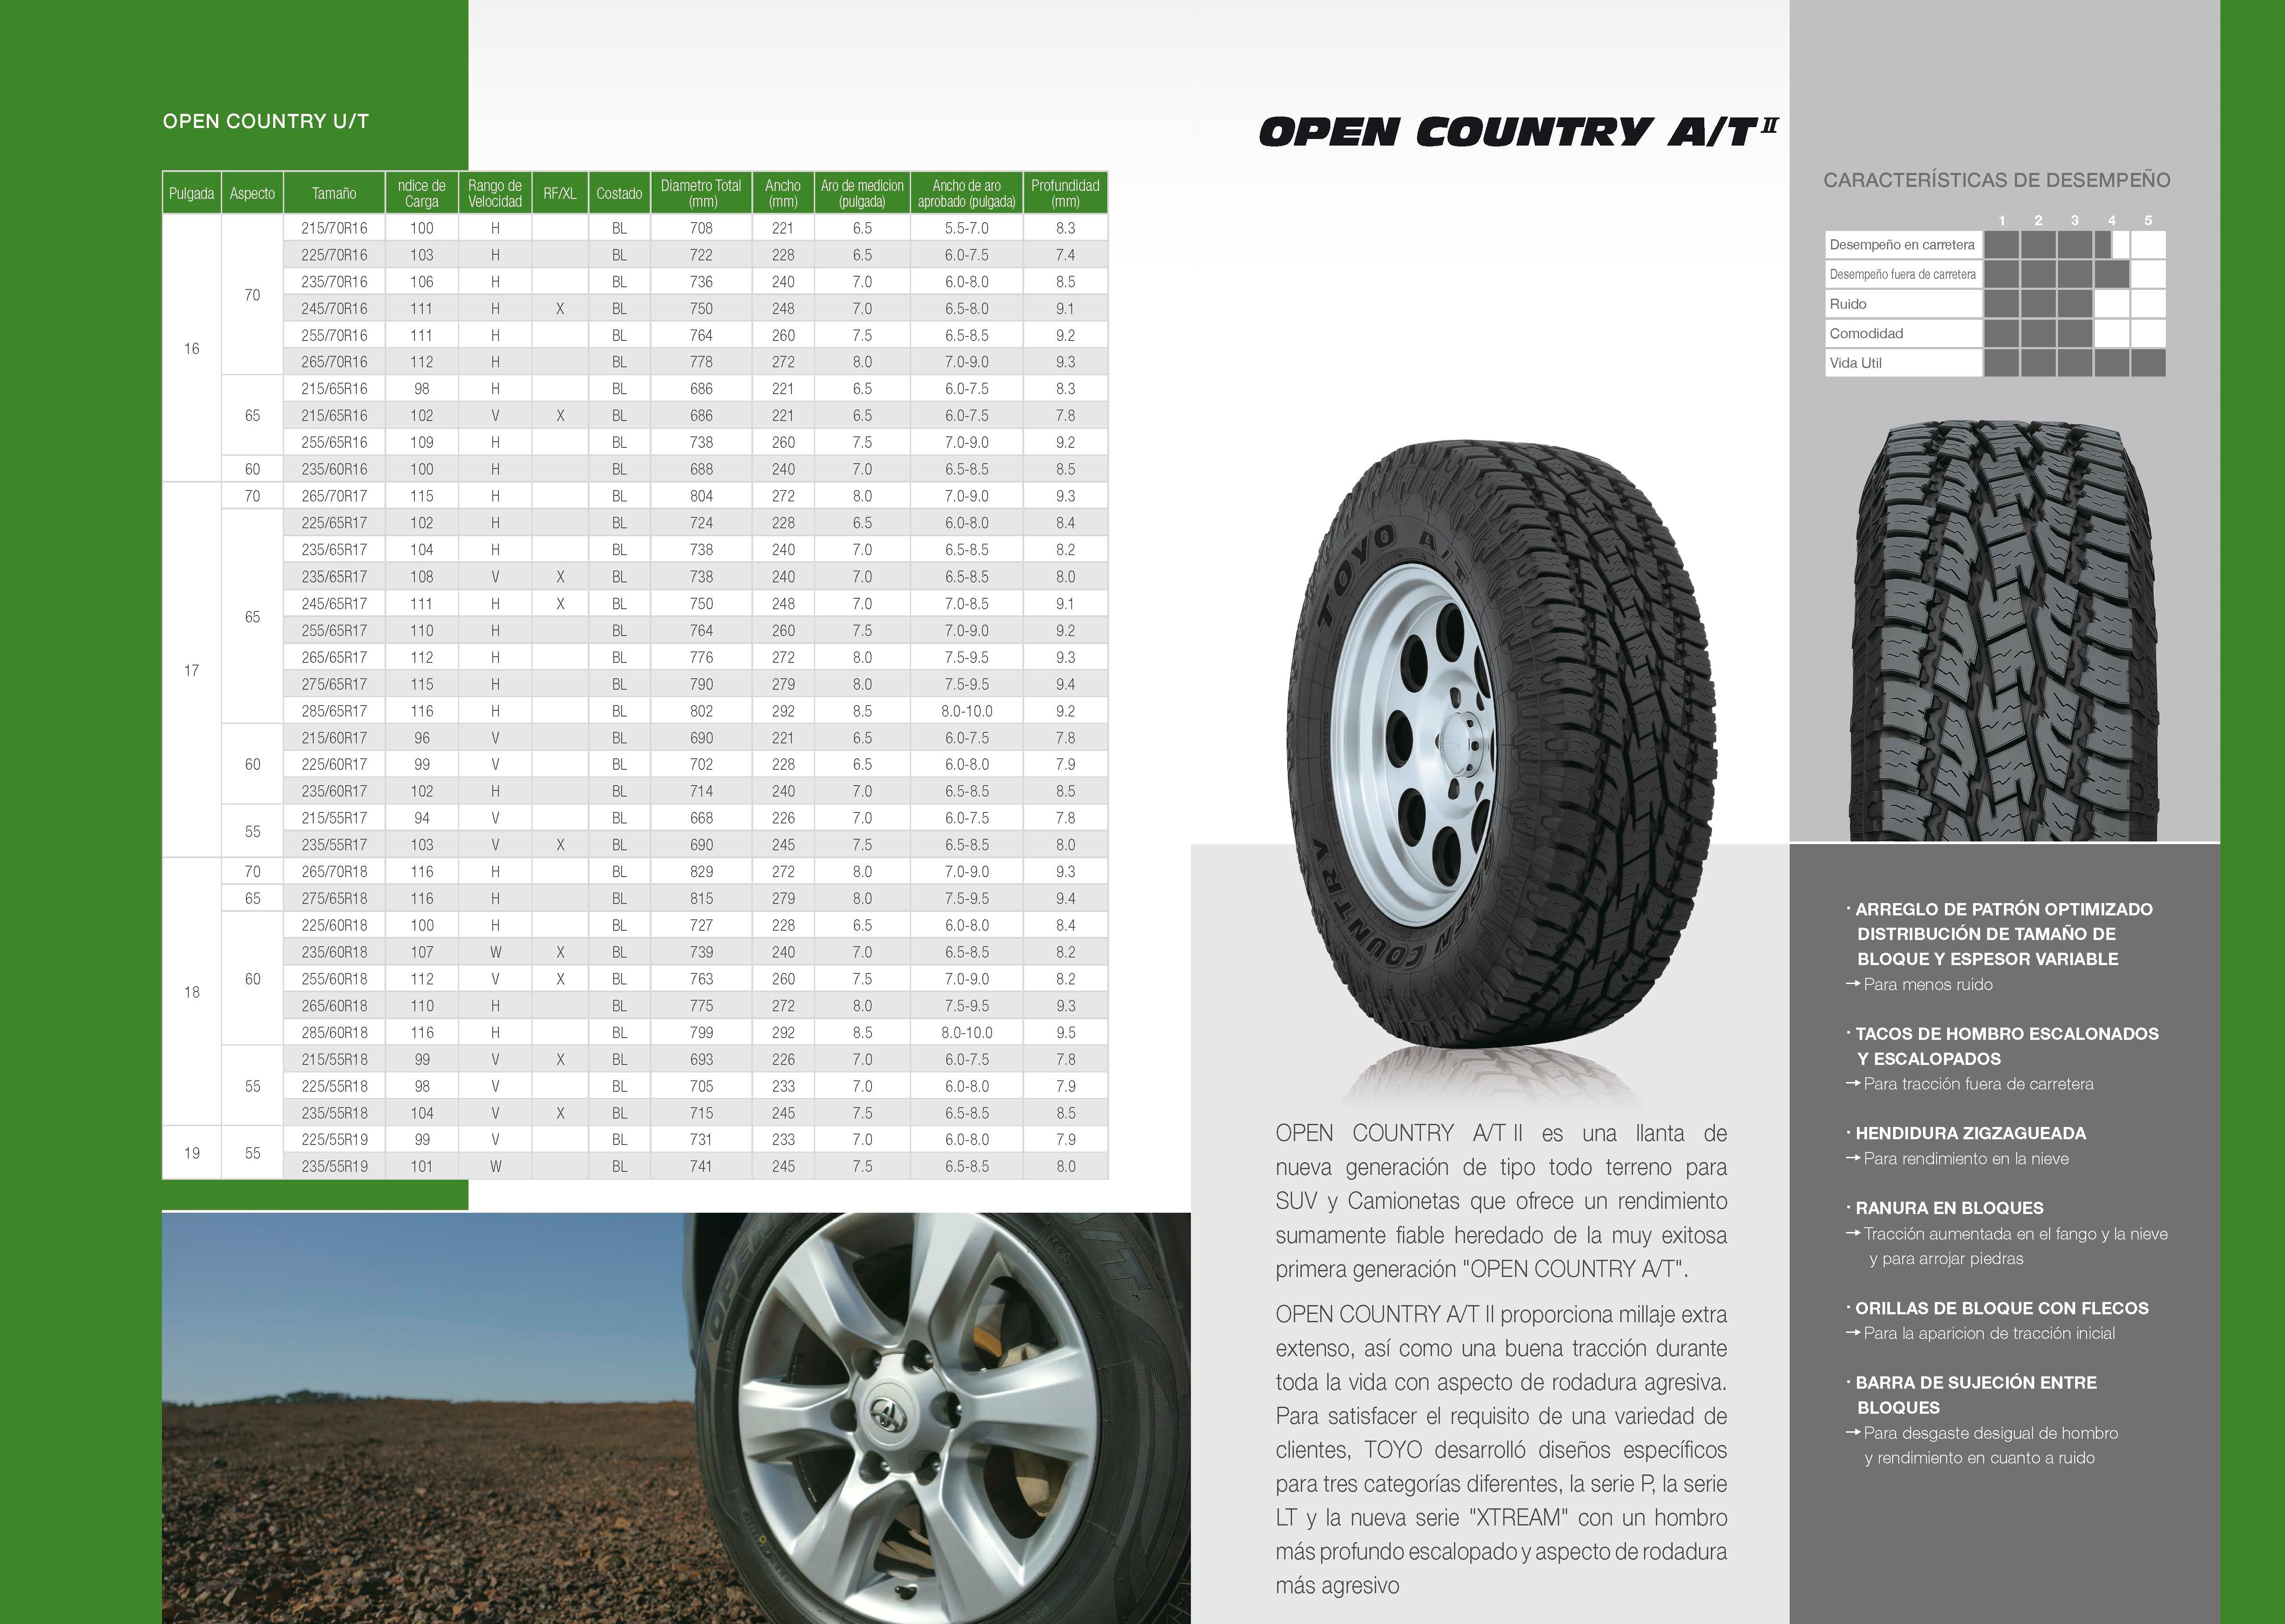 OPEN COUNTRY U/T
Pulgada Aspecto Tamaño ndice de Carga Rango de Velocidad RF/XL Costado Diametro Total (mm) Ancho (mm) Aro de medicion (pulgada) Ancho de aro aprobado (pulgada) Profundidad (mm)
16 70 215/70R16 100 H BL 708 221 6.5 5.5-7.0 8.3
225/70R16 103 H BL 722 228 6.5 6.0-7.5 7.4
235/70R16 106 H BL 736 240 7.0 6.0-8.0 8.5
245/70R16 111 H X BL 750 248 7.0 6.5-8.0 9.1
255/70R16 111 H BL 764 260 7.5 6.5-8.5 9.2
265/70R16 112 H BL 778 272 8.0 7.0-9.0 9.3
65 215/65R16 98 H BL 686 221 6.5 6.0-7.5 8.3
215/65R16 102 V X BL 686 221 6.5 6.0-7.5 7.8
255/65R16 109 H BL 738 260 7.5 7.0-9.0 9.2
60 235/60R16 100 H BL 688 240 7.0 6.5-8.5 8.5
17 70 265/70R17 115 H BL 804 272 8.0 7.0-9.0 9.3
65 225/65R17 102 H BL 724 228 6.5 6.0-8.0 8.4
235/65R17 104 H BL 738 240 7.0 6.5-8.5 8.2
235/65R17 108 V X BL 738 240 7.0 6.5-8.5 8.0
245/65R17 111 H X BL 750 248 7.0 7.0-8.5 9.1
255/65R17 110 H BL 764 260 7.5 7.0-9.0 9.2
265/65R17 112 H BL 776 272 8.0 7.5-9.5 9.3
275/65R17 115 H BL 790 279 8.0 7.5-9.5 9.4
285/65R17 116 H BL 802 292 8.5 8.0-10.0 9.2
60 215/60R17 96 V BL 690 221 6.5 6.0-7.5 7.8
225/60R17 99 V BL 702 228 6.5 6.0-8.0 7.9
235/60R17 102 H BL 714 240 7.0 6.5-8.5 8.5
55 215/55R17 94 V BL 668 226 7.0 6.0-7.5 7.8
235/55R17 103 V X BL 690 245 7.5 6.5-8.5 8.0
18 70 265/70R18 116 H BL 829 272 8.0 7.0-9.0 9.3
65 275/65R18 116 H BL 815 279 8.0 7.5-9.5 9.4
60 225/60R18 100 H BL 727 228 6.5 6.0-8.0 8.4
235/60R18 107 W X BL 739 240 7.0 6.5-8.5 8.2
255/60R18 112 V X BL 763 260 7.5 7.0-9.0 8.2
265/60R18 110 H BL 775 272 8.0 7.5-9.5 9.3
285/60R18 116 H BL 799 292 8.5 8.0-10.0 9.5
55 215/55R18 99 V X BL 693 226 7.0 6.0-7.5 7.8
225/55R18 98 V BL 705 233 7.0 6.0-8.0 7.9
235/55R18 104 V X BL 715 245 7.5 6.5-8.5 8.5
19 55 225/55R19 99 V BL 731 233 7.0 6.0-8.0 7.9
235/55R19 101 W BL 741 245 7.5 6.5-8.5 8.0
OPEN COUNTRY A/T II
TOYO A/T
OPEN COUNTRY
OPEN COUNTRY A/T II es una llanta de
nueva generación de tipo todo terreno para
SUV y Camionetas que ofrece un rendimiento
sumamente fiable heredado de la muy exitosa
primera generación "OPEN COUNTRY A/T".
OPEN COUNTRY A/T II proporciona millaje extra
extenso, así como una buena tracción durante
toda la vida con aspecto de rodadura agresiva.
Para satisfacer el requisito de una variedad de
clientes, TOYO desarrolló diseños específicos
para tres categorías diferentes, la serie P, la serie
LT y la nueva serie "XTREAM" con un hombro
más profundo escalopado y aspecto de rodadura
más agresivo
CARACTERÍSTICAS DE DESEMPEÑO
1 2 3 4 5
Desempeño en carretera
Desempeño fuera de carretera
Ruido
Comodidad
Vida Util
· ARREGLO DE PATRÓN OPTIMIZADO
DISTRIBUCIÓN DE TAMAÑO DE
BLOQUE Y ESPESOR VARIABLE
→ Para menos ruido
· TACOS DE HOMBRO ESCALONADOS
Y ESCALOPADOS
→ Para tracción fuera de carretera
· HENDIDURA ZIGZAGUEADA
→ Para rendimiento en la nieve
· RANURA EN BLOQUES
→ Tracción aumentada en el fango y la nieve
y para arrojar piedras
· ORILLAS DE BLOQUE CON FLECOS
→ Para la aparicion de tracción inicial
· BARRA DE SUJECIÓN ENTRE
BLOQUES
→ Para desgaste desigual de hombro
y rendimiento en cuanto a ruido